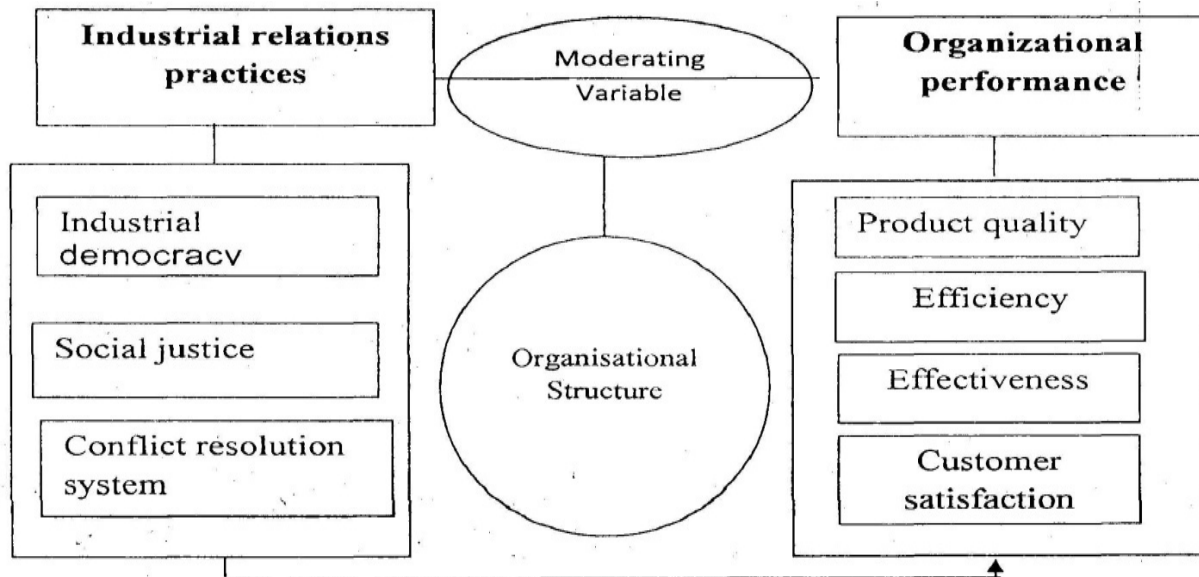 Industrial relations
practices
Moderating
Variable
Organizational
performance
Industrial
democracy
Social justice
Conflict resolution
system
Organisational
Structure
Product quality
Efficiency
Effectiveness
Customer
satisfaction